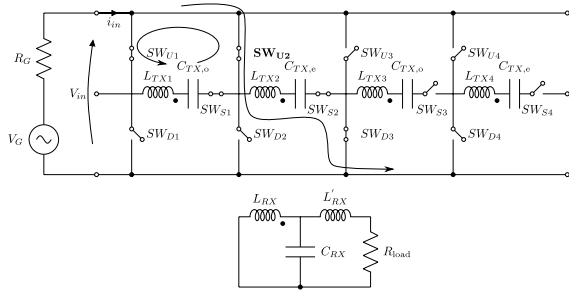 i_in
R_G
SW_U1
SW_U2
SW_U3
SW_U4
C_TX,o
C_TX,e
C_TX,o
C_TX,e
L_TX1
L_TX2
L_TX3
L_TX4
V_in
SW_S1
SW_S2
SW_S3
SW_S4
V_G
SW_D1
SW_D2
SW_D3
SW_D4
L_RX
L'_RX
C_RX
R_load